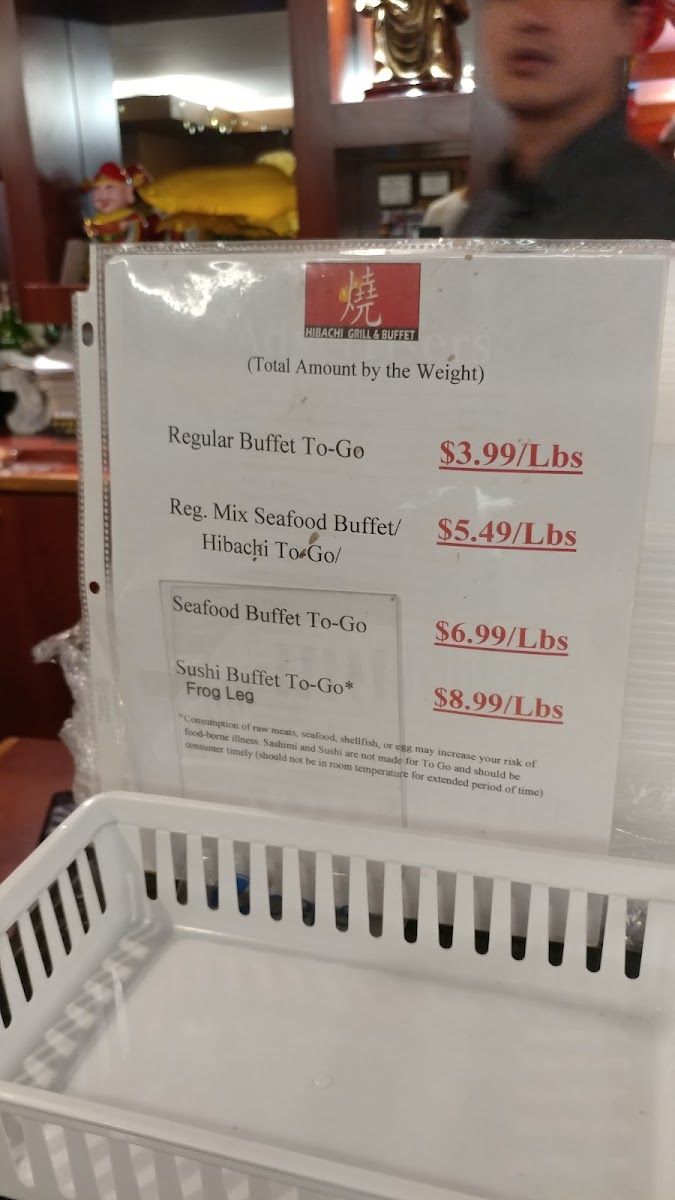 燒
HIBACHI GRILL & BUFFET
(Total Amount by the Weight)
Regular Buffet To-Go $3.99/Lbs
Reg. Mix Seafood Buffet/ $5.49/Lbs
Hibachi To-Go/
Seafood Buffet To-Go $6.99/Lbs
Sushi Buffet To-Go* $8.99/Lbs
Frog Leg
*Consumption of raw meats, seafood, shellfish, or egg may increase your risk of
food-borne illness. Sashimi and Sushi are not made for To Go and should be
consumer timely (should not be in room temperature for extended period of time)